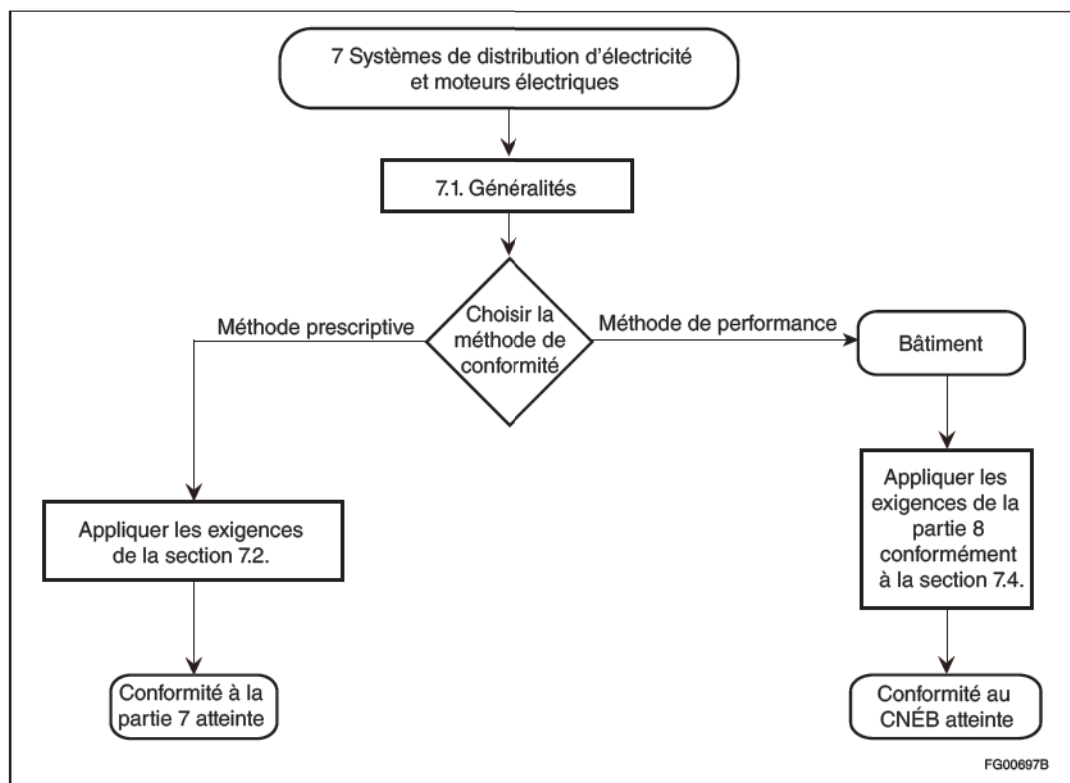 7 Systèmes de distribution d'électricité
et moteurs électriques
7.1. Généralités
Choisir la
méthode de
conformité
Méthode prescriptive
Méthode de performance
Bâtiment
Appliquer les exigences
de la section 7.2.
Appliquer les
exigences de la
partie 8
conformément
à la section 7.4.
Conformité à la
partie 7 atteinte
Conformité au
CNÉB atteinte
FG00697B